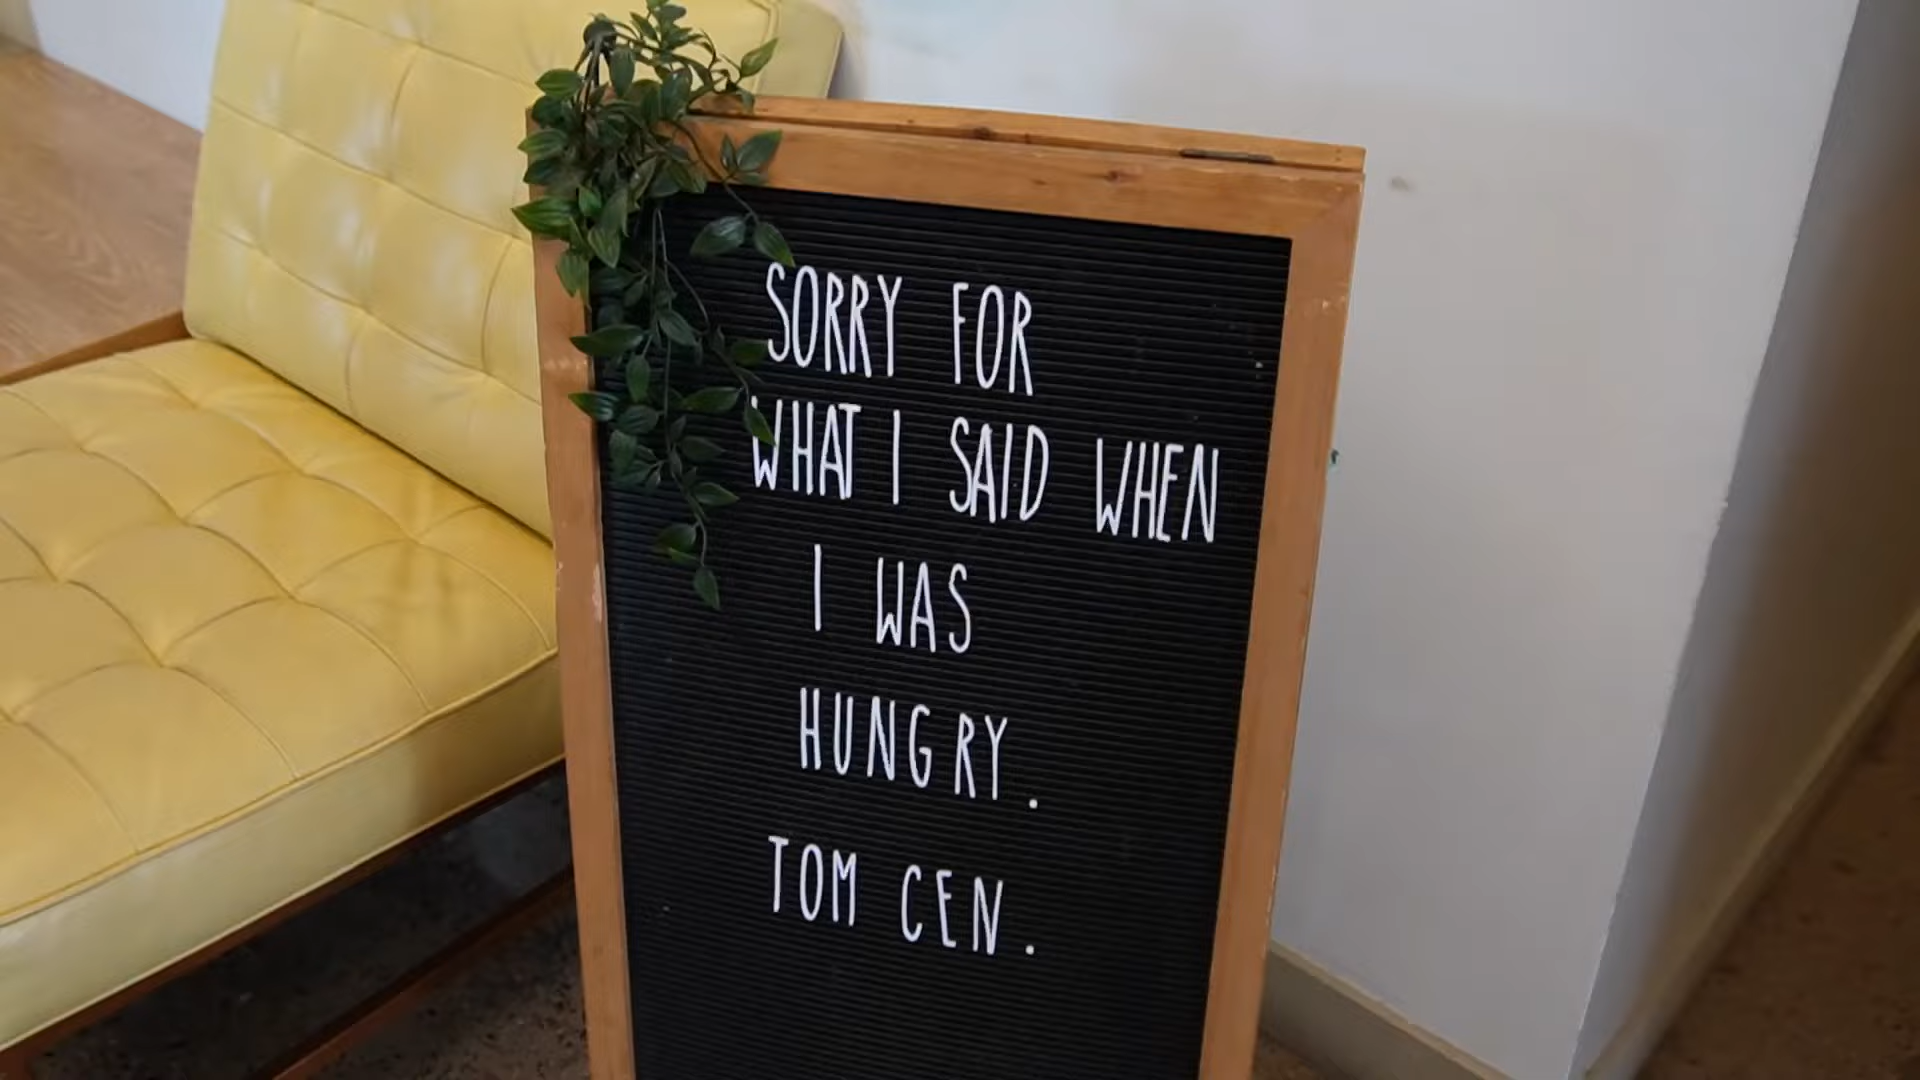 SORRY FOR
WHAT I SAID WHEN
I WAS
HUNGRY.
TOM CEN.